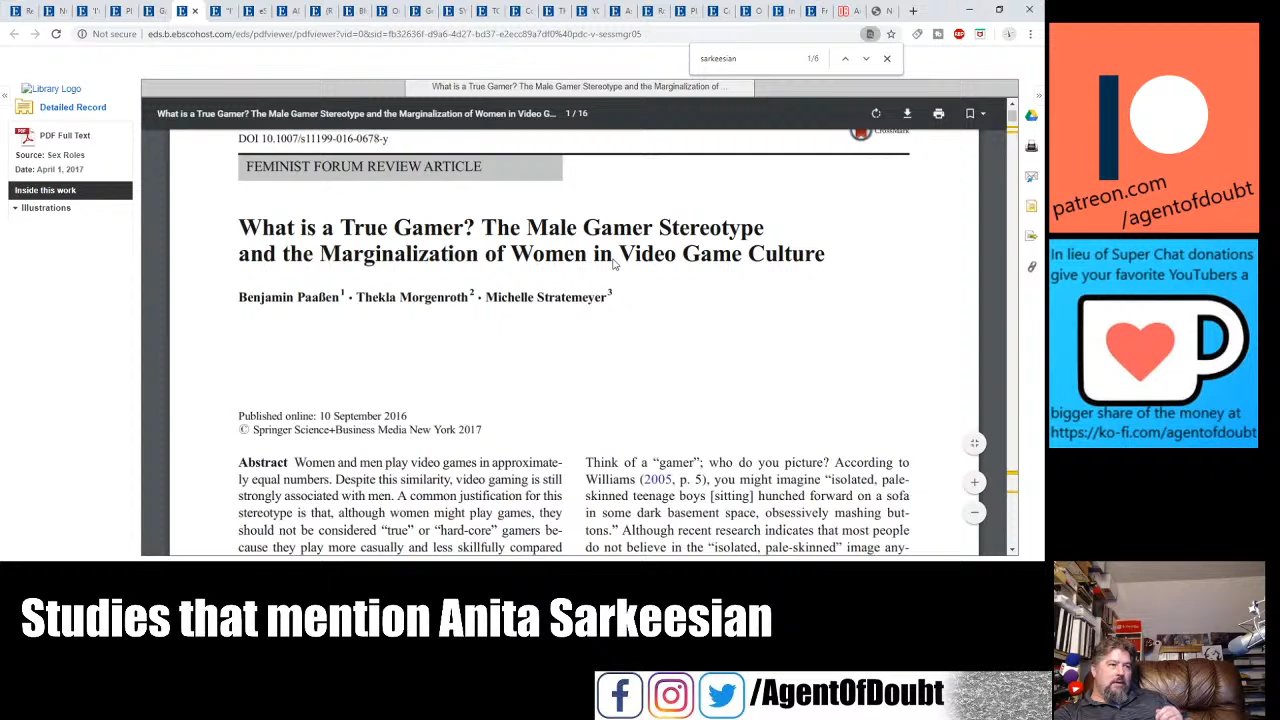 Not secure
eds.b.ebscohost.com/eds/pdfviewer/pdfviewer?vid=0&sid=fb32636f-d9a6-4d27-bd37-e2ecc89a7df0%40pdc-v-sessmgr05
sarkeesian 1/6
Library Logo
Detailed Record
PDF Full Text
Source: Sex Roles
Date: April 1, 2017
Inside this work
Illustrations
What is a True Gamer? The Male Gamer Stereotype and the Marginalization of ...
What is a True Gamer? The Male Gamer Stereotype and the Marginalization of Women in Video G... 1 / 16
DOI 10.1007/s11199-016-0678-y
CrossMark
FEMINIST FORUM REVIEW ARTICLE
What is a True Gamer? The Male Gamer Stereotype
and the Marginalization of Women in Video Game Culture
Benjamin Paaßen 1 · Thekla Morgenroth 2 · Michelle Stratemeyer 3
Published online: 10 September 2016
© Springer Science+Business Media New York 2017
Abstract Women and men play video games in approximate-
ly equal numbers. Despite this similarity, video gaming is still
strongly associated with men. A common justification for this
stereotype is that, although women might play games, they
should not be considered “true” or “hard-core” gamers be-
cause they play more casually and less skillfully compared
Think of a “gamer”; who do you picture? According to
Williams (2005, p. 5), you might imagine “isolated, pale-
skinned teenage boys [sitting] hunched forward on a sofa
in some dark basement space, obsessively mashing but-
tons.” Although recent research indicates that most people
do not believe in the “isolated, pale-skinned” image any-
patreon.com
/agentofdoubt
In lieu of Super Chat donations
give your favorite YouTubers a
bigger share of the money at
https://ko-fi.com/agentofdoubt
Studies that mention Anita Sarkeesian
/AgentOfDoubt